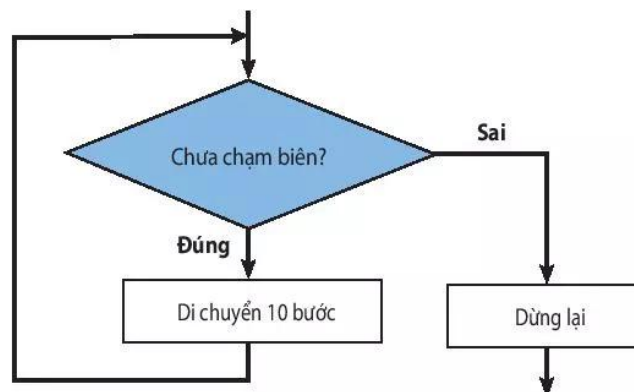 Chưa chạm biên?
Sai
Đúng
Di chuyển 10 bước
Dừng lại